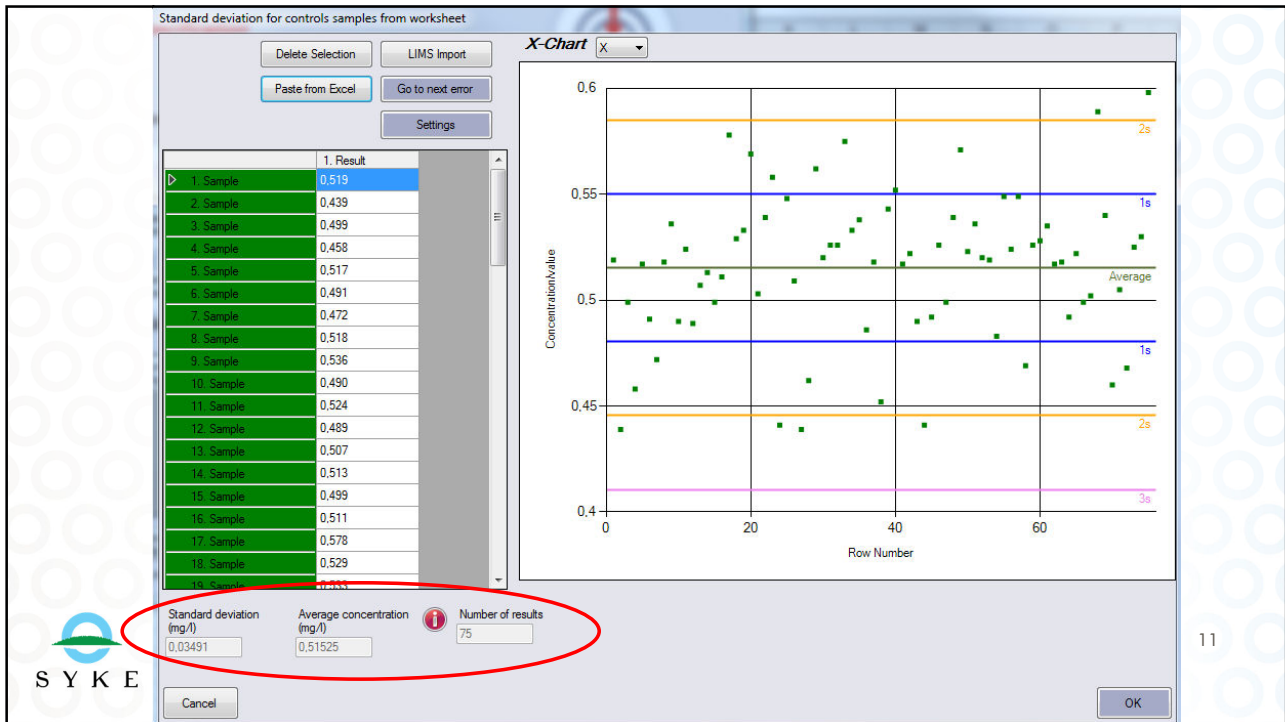 Standard deviation for controls samples from worksheet
Delete Selection
LIMS Import
Paste from Excel
Go to next error
Settings
X-Chart
X
1. Result
1. Sample 0,519
2. Sample 0,439
3. Sample 0,499
4. Sample 0,458
5. Sample 0,517
6. Sample 0,491
7. Sample 0,472
8. Sample 0,518
9. Sample 0,536
10. Sample 0,490
11. Sample 0,524
12. Sample 0,489
13. Sample 0,507
14. Sample 0,513
15. Sample 0,499
16. Sample 0,511
17. Sample 0,578
18. Sample 0,529
19. Sample 0,533
0,6
0,55
0,5
0,45
0,4
Concentration/value
2s
1s
Average
1s
2s
3s
0 20 40 60
Row Number
Standard deviation
(mg/l)
0,03491
Average concentration
(mg/l)
0,51525
Number of results
75
Cancel
OK
SYKE
11